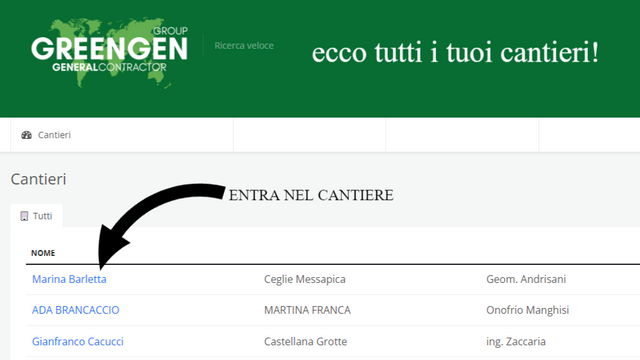 GROUP
GREENGEN
GENERALCONTRACTOR
Ricerca veloce
ecco tutti i tuoi cantieri!
Cantieri
Cantieri
ENTRA NEL CANTIERE
Tutti
NOME
Marina Barletta Ceglie Messapica Geom. Andrisani
ADA BRANCACCIO MARTINA FRANCA Onofrio Manghisi
Gianfranco Cacucci Castellana Grotte ing. Zaccaria